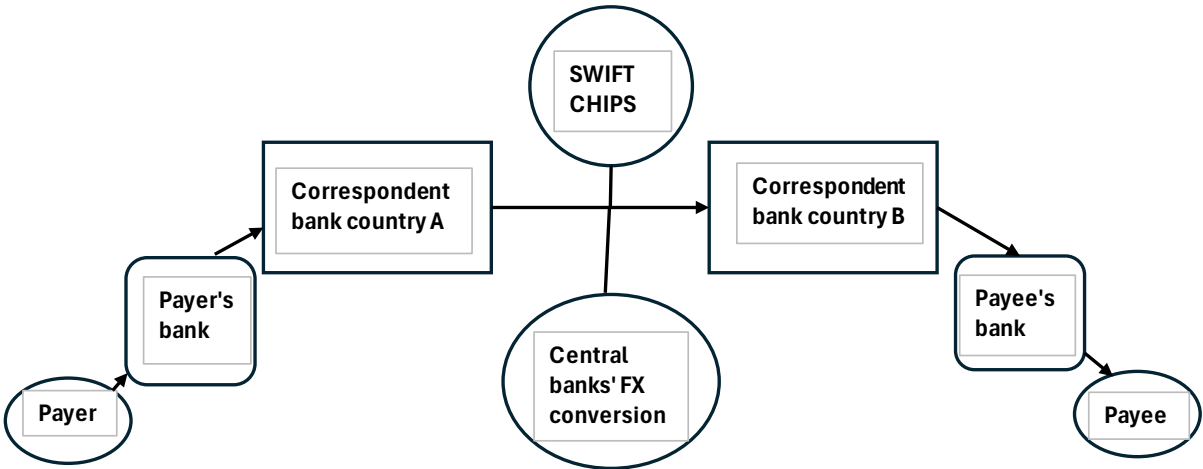 SWIFT
CHIPS
Correspondent
bank country A
Correspondent
bank country B
Payer's
bank
Payee's
bank
Central
banks' FX
conversion
Payer
Payee